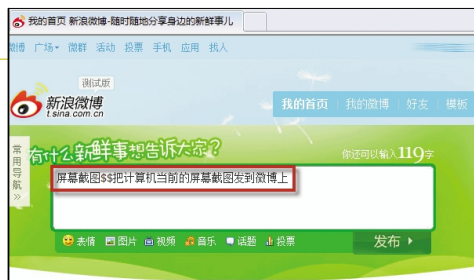 我的首页 新浪微博-随时随地分享身边的新鲜事儿
微博 广场 微群 活动 投票 手机 应用 找人
测试版
新浪微博
t.sina.com.cn
我的首页 我的微博 好友 模板
常用导航 »
有什么新鲜事想告诉大家?
你还可以输入119字
屏幕截图$$把计算机当前的屏幕截图发到微博上
表情 图片 视频 音乐 话题 投票
发布